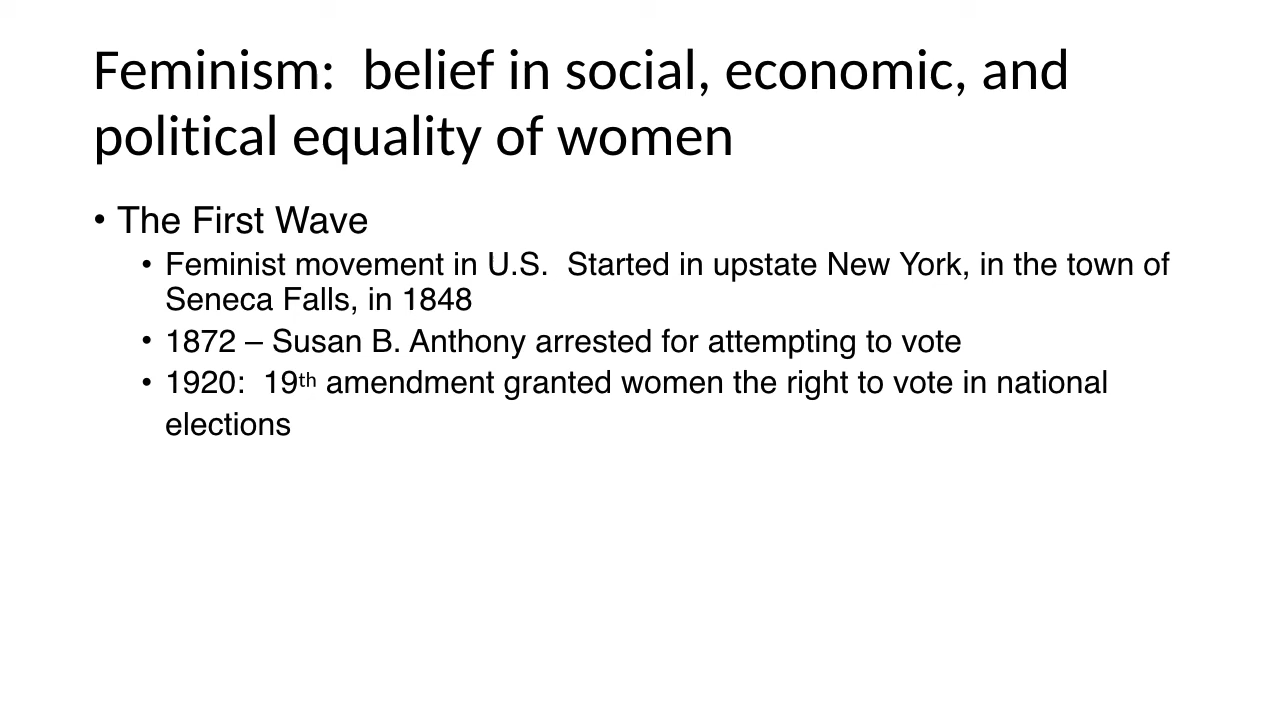 Feminism:  belief in social, economic, and
political equality of women
• The First Wave
• Feminist movement in U.S.  Started in upstate New York, in the town of
Seneca Falls, in 1848
• 1872 – Susan B. Anthony arrested for attempting to vote
• 1920:  19th amendment granted women the right to vote in national
elections